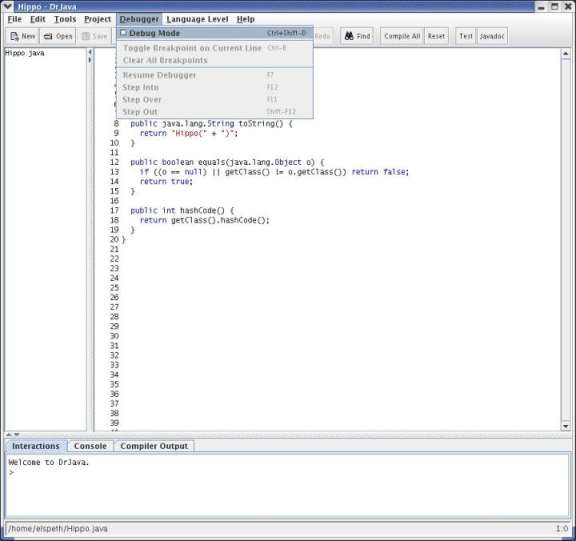 Hippo - DrJava
File Edit Tools Project Debugger Language Level Help
New Open Save Redo Find Compile All Reset Test Javadoc
Debug Mode Ctrl+Shift-D
Toggle Breakpoint on Current Line Ctrl-B
Clear All Breakpoints
Resume Debugger F7
Step Into F12
Step Over F11
Step Out Shift-F12
Hippo.java
8 public java.lang.String toString() {
9 return "Hippo(" + ")";
10 }
11
12 public boolean equals(java.lang.Object o) {
13 if ((o == null) || getClass() != o.getClass()) return false;
14 return true;
15 }
16
17 public int hashCode() {
18 return getClass().hashCode();
19 }
20 }
21
22
23
24
25
26
27
28
29
30
31
32
33
34
35
36
37
38
39
Interactions Console Compiler Output
Welcome to DrJava.
>
/home/elspeth/Hippo.java 1:0